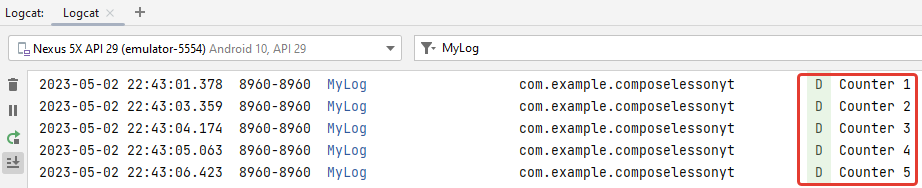 Logcat: Logcat × +
Nexus 5X API 29 (emulator-5554) Android 10, API 29 MyLog
2023-05-02 22:43:01.378 8960-8960 MyLog com.example.composelessonyt D Counter 1
2023-05-02 22:43:03.359 8960-8960 MyLog com.example.composelessonyt D Counter 2
2023-05-02 22:43:04.174 8960-8960 MyLog com.example.composelessonyt D Counter 3
2023-05-02 22:43:05.063 8960-8960 MyLog com.example.composelessonyt D Counter 4
2023-05-02 22:43:06.423 8960-8960 MyLog com.example.composelessonyt D Counter 5